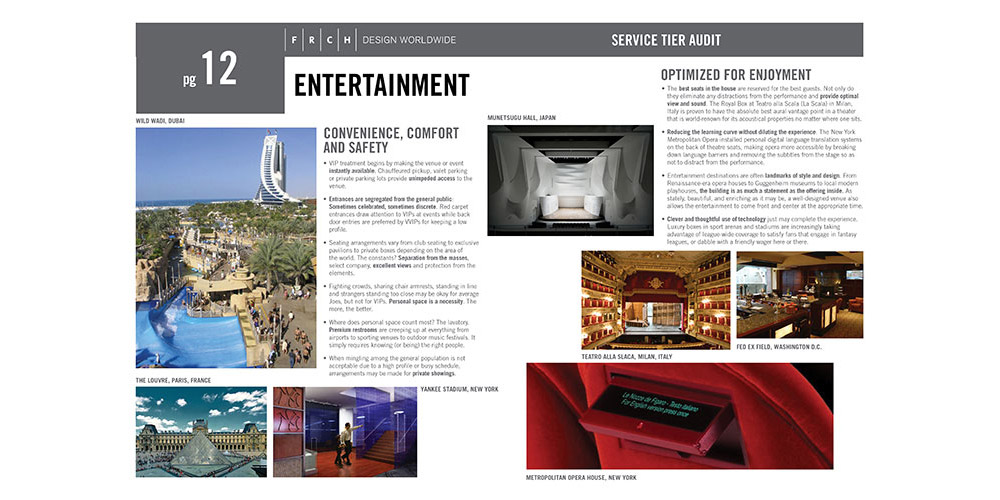 pg 12
F R C H DESIGN WORLDWIDE
SERVICE TIER AUDIT
ENTERTAINMENT
WILD WADI, DUBAI
CONVENIENCE, COMFORT
AND SAFETY
• VIP treatment begins by making the venue or event
instantly available. Chauffeured pickup, valet parking
or private parking lots provide unimpeded access to the
venue.
• Entrances are segregated from the general public.
Sometimes celebrated, sometimes discrete. Red carpet
entrances draw attention to VIPs at events while back
door entries are preferred by VVIPs for keeping a low
profile.
• Seating arrangements vary from club seating to exclusive
pavilions to private boxes depending on the area of
the world. The constants? Separation from the masses,
select company, excellent views and protection from the
elements.
• Fighting crowds, sharing chair armrests, standing in line
and strangers standing too close may be okay for average
Joes, but not for VIPs. Personal space is a necessity. The
more, the better.
• Where does personal space count most? The lavatory.
Premium restrooms are creeping up at everything from
airports to sporting venues to outdoor music festivals. It
simply requires knowing (or being) the right people.
• When mingling among the general population is not
acceptable due to a high profile or busy schedule,
arrangements may be made for private showings.
THE LOUVRE, PARIS, FRANCE
YANKEE STADIUM, NEW YORK
MUNETSUGU HALL, JAPAN
OPTIMIZED FOR ENJOYMENT
• The best seats in the house are reserved for the best guests. Not only do
they eliminate any distractions from the performance and provide optimal
view and sound. The Royal Box at Teatro alla Scala (La Scala) in Milan,
Italy is proven to have the absolute best aural vantage point in a theater
that is world-renown for its acoustical properties no matter where one sits.
• Reducing the learning curve without diluting the experience. The New York
Metropolitan Opera installed personal digital language translation systems
on the back of theatre seats, making opera more accessible by breaking
down language barriers and removing the subtitles from the stage so as
not to distract from the performance.
• Entertainment destinations are often landmarks of style and design. From
Renaissance-era opera houses to Guggenheim museums to local modern
playhouses, the building is as much a statement as the offering inside. As
stately, beautiful, and enriching as it may be, a well-designed venue also
allows the entertainment to come front and center at the appropriate time.
• Clever and thoughtful use of technology just may complete the experience.
Luxury boxes in sport arenas and stadiums are increasingly taking
advantage of league-wide coverage to satisfy fans that engage in fantasy
leagues, or dabble with a friendly wager here or there.
TEATRO ALLA SLACA, MILAN, ITALY
FED EX FIELD, WASHINGTON D.C.
Le Nozze de Figaro - Testo Italiano
For English version press once
METROPOLITAN OPERA HOUSE, NEW YORK